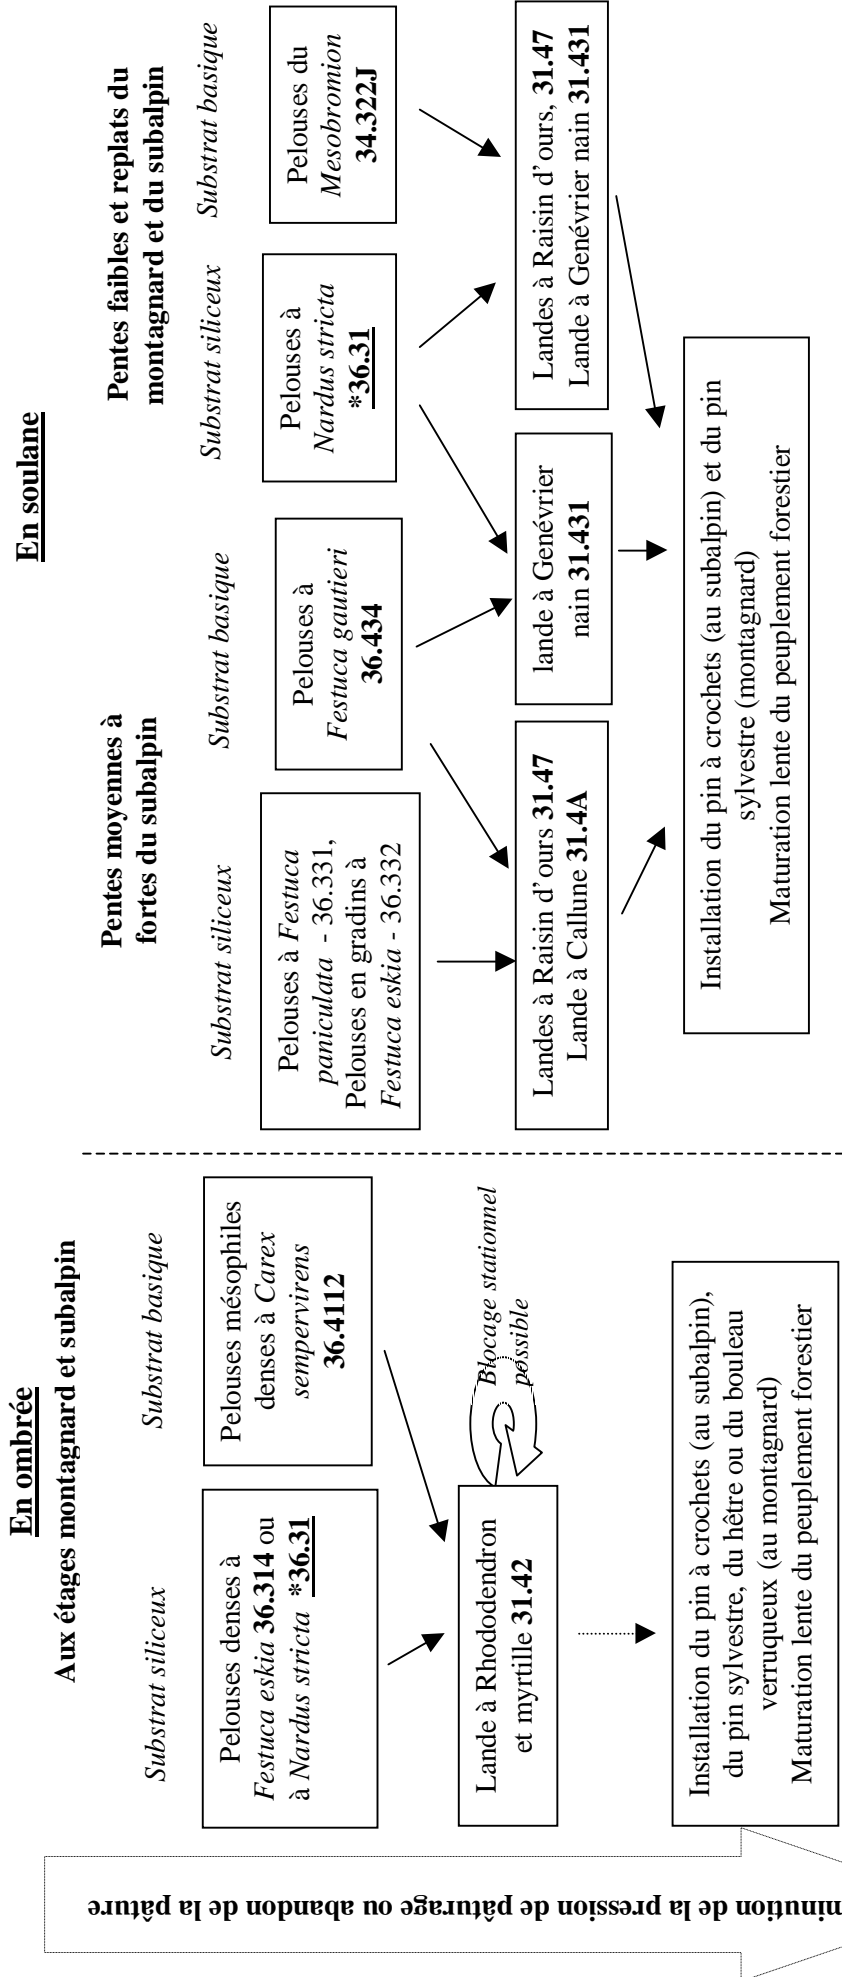 En ombrée
Aux étages montagnard et subalpin
Substrat siliceux
Substrat basique
Pelouses denses à
Festuca eskia 36.314 ou
à Nardus stricta *36.31
Pelouses mésophiles
denses à Carex
sempervirens
36.4112
Lande à Rhododendron
et myrtille 31.42
Blocage stationnel
possible
Installation du pin à crochets (au subalpin),
du pin sylvestre, du hêtre ou du bouleau
verruqueux (au montagnard)
Maturation lente du peuplement forestier
En soulane
Pentes moyennes à
fortes du subalpin
Pentes faibles et replats du
montagnard et du subalpin
Substrat siliceux
Substrat basique
Substrat siliceux
Substrat basique
Pelouses à Festuca
paniculata - 36.331,
Pelouses en gradins à
Festuca eskia - 36.332
Pelouses à
Festuca gautieri
36.434
Pelouses à
Nardus stricta
*36.31
Pelouses du
Mesobromion
34.322J
Landes à Raisin d'ours 31.47
Lande à Callune 31.4A
lande à Genévrier
nain 31.431
Landes à Raisin d'ours, 31.47
Lande à Genévrier nain 31.431
Installation du pin à crochets (au subalpin) et du pin
sylvestre (montagnard)
Maturation lente du peuplement forestier
minution de la pression de pâturage ou abandon de la pâture